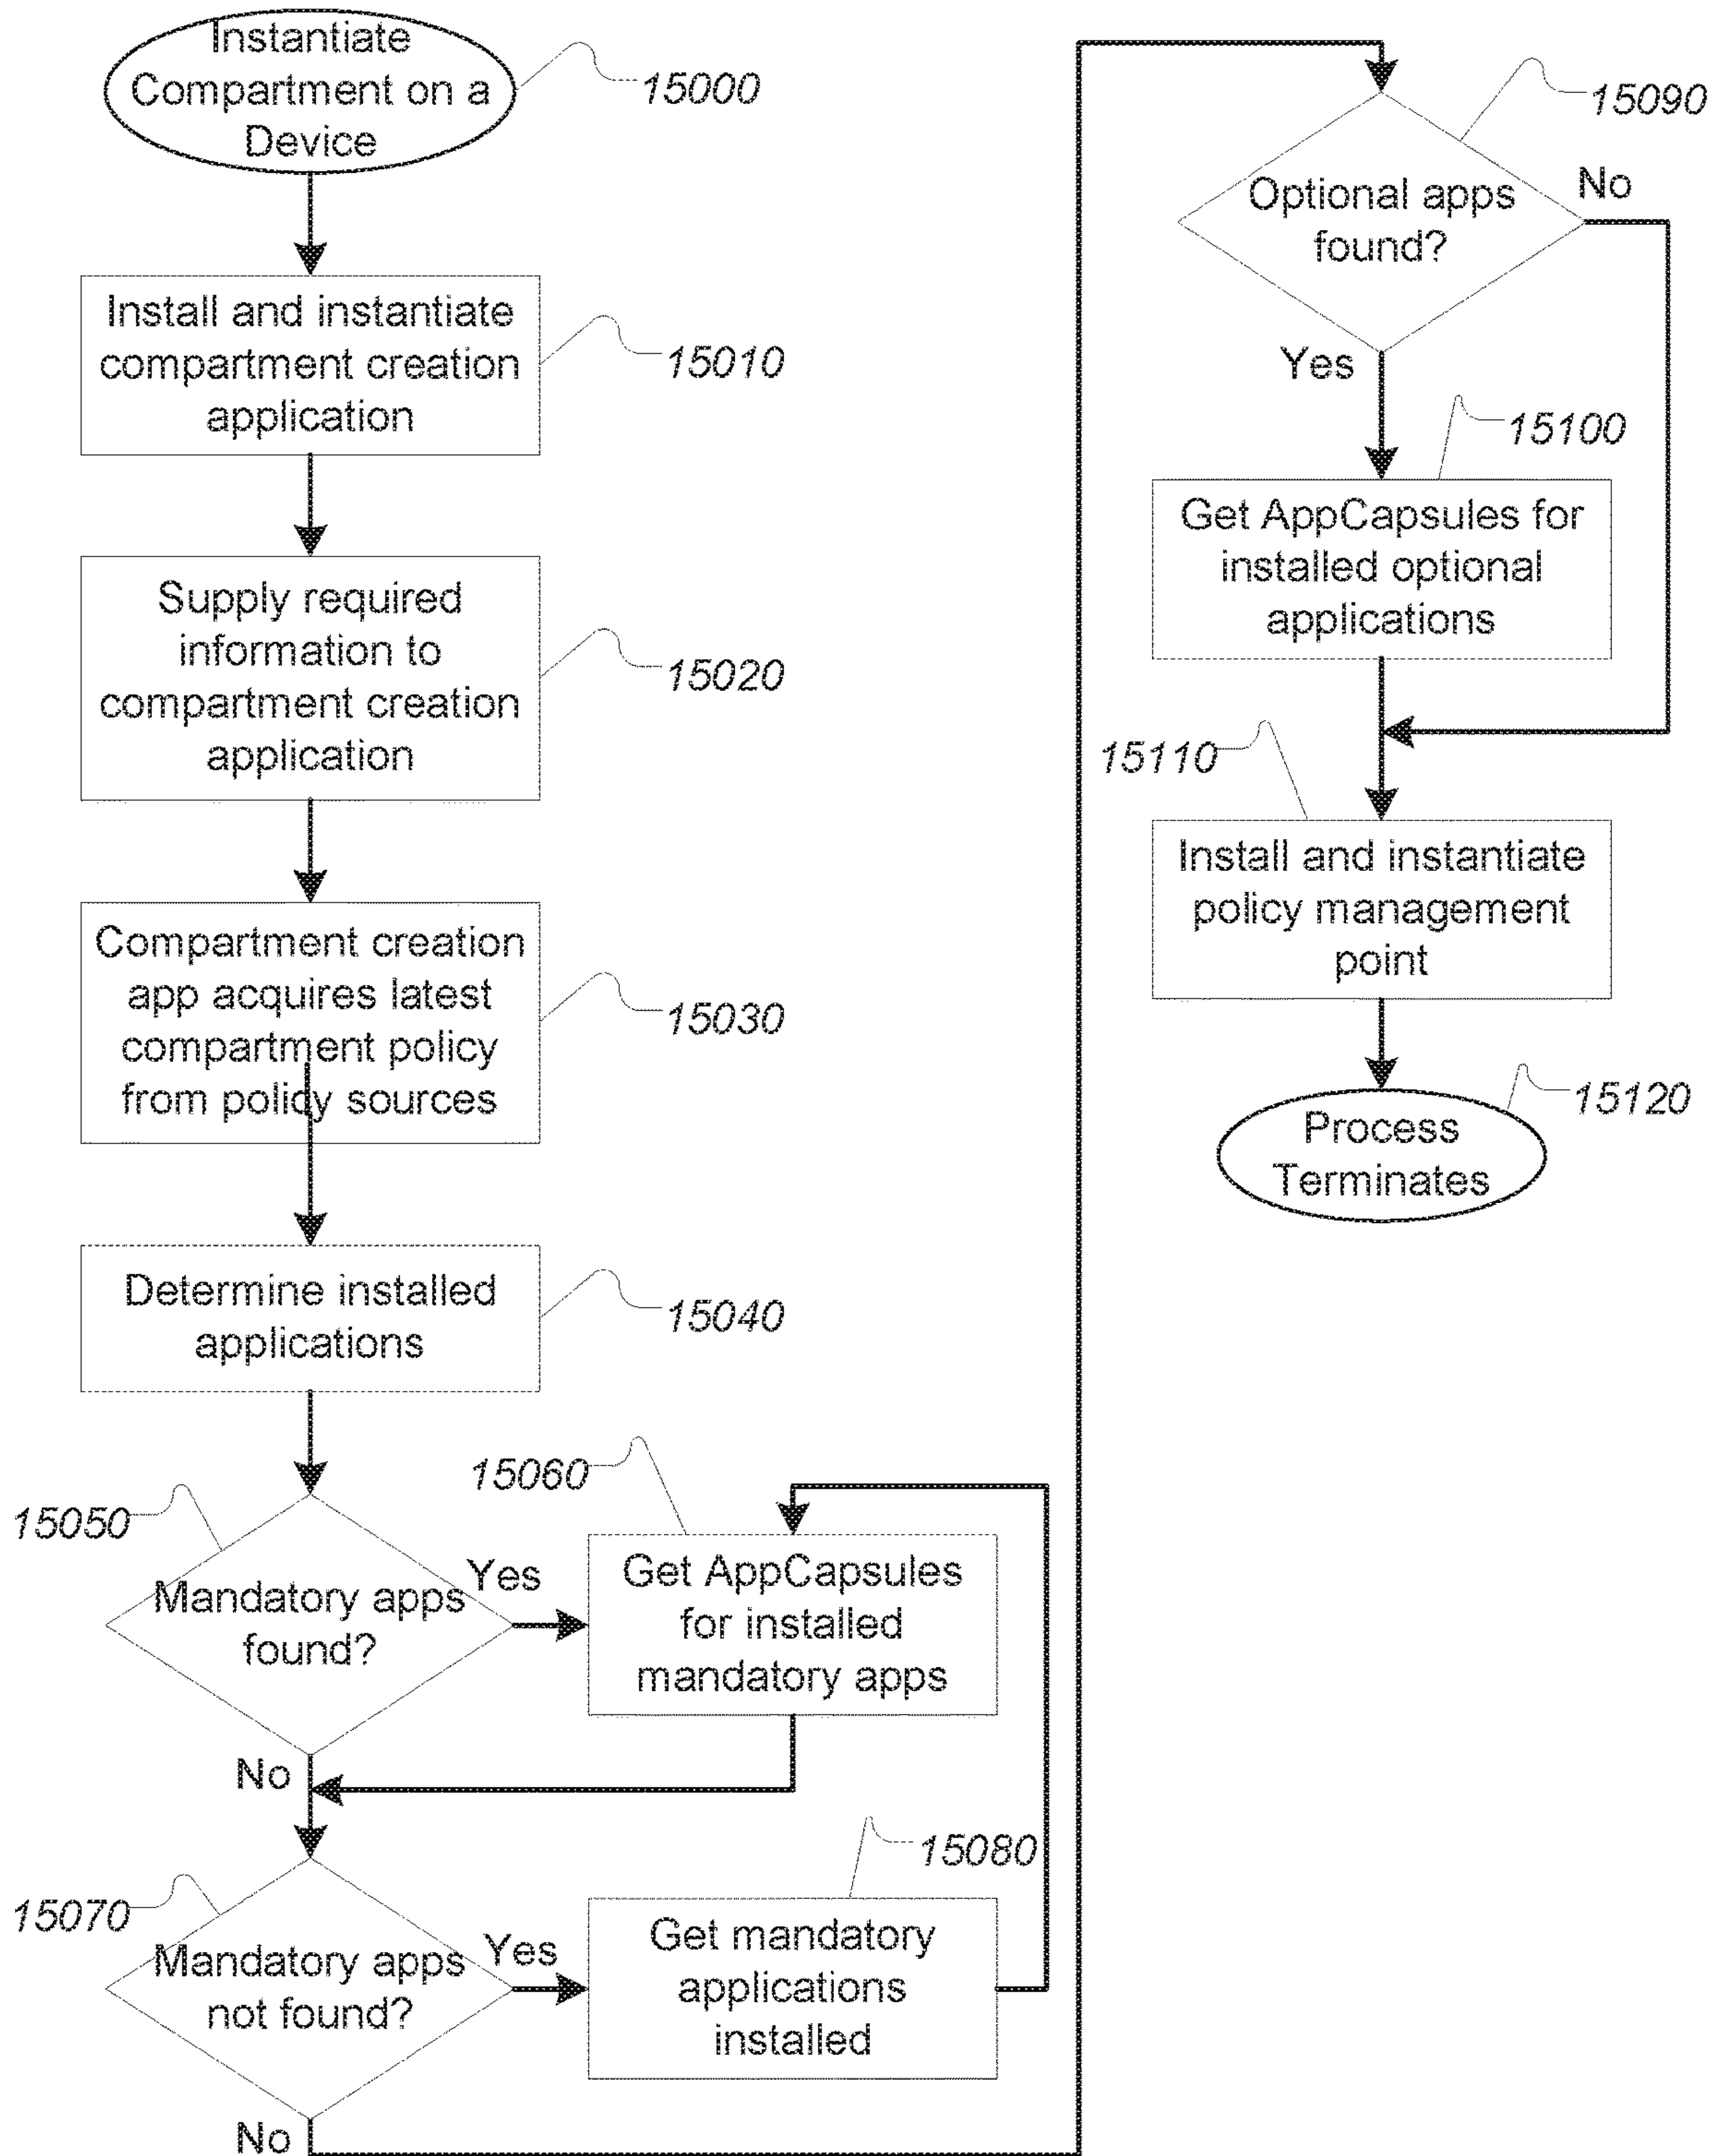 Instantiate
Compartment on a
Device
15000
Install and instantiate
compartment creation
application
15010
Supply required
information to
compartment creation
application
15020
Compartment creation
app acquires latest
compartment policy
from policy sources
15030
Determine installed
applications
15040
15050
Mandatory apps
found?
Yes
No
15060
Get AppCapsules
for installed
mandatory apps
15070
Mandatory apps
not found?
Yes
No
15080
Get mandatory
applications
installed
15090
Optional apps
found?
No
Yes
15100
Get AppCapsules for
installed optional
applications
15110
Install and instantiate
policy management
point
15120
Process
Terminates